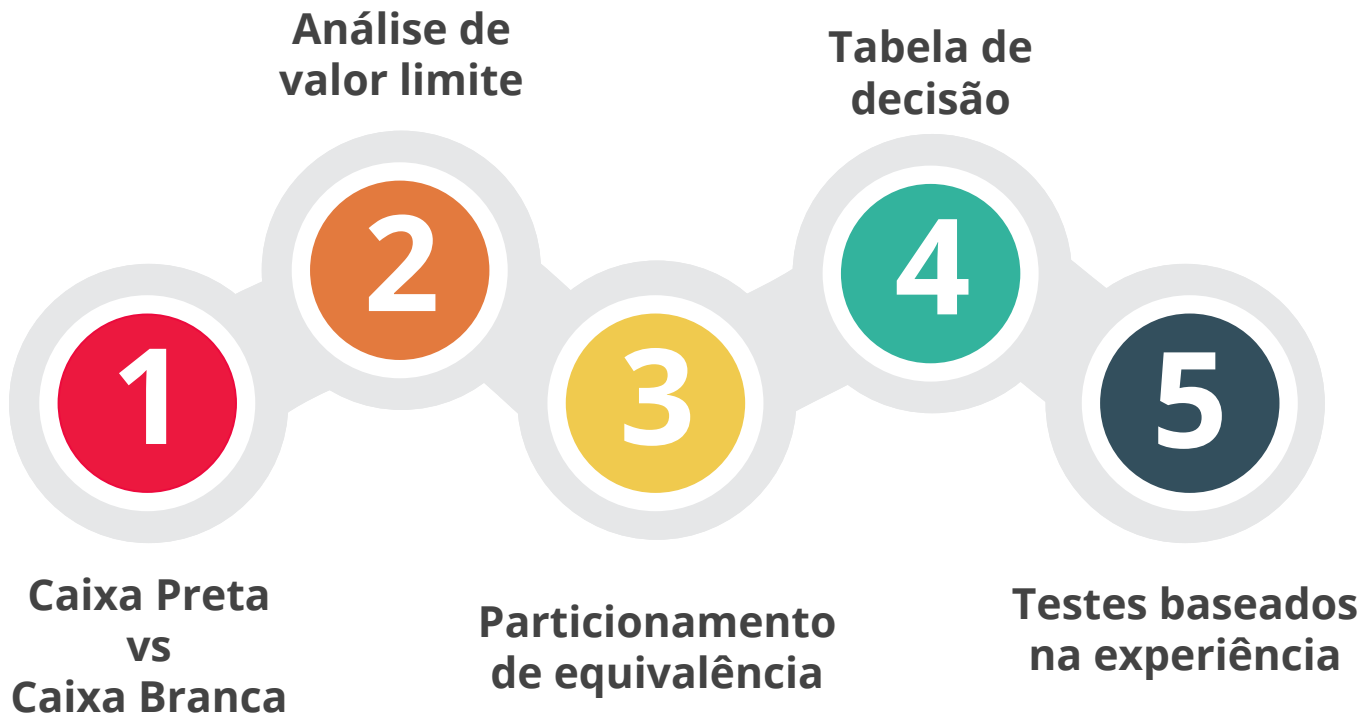 1
Caixa Preta
vs
Caixa Branca
Análise de
valor limite
2
3
Particionamento
de equivalência
Tabela de
decisão
4
5
Testes baseados
na experiência